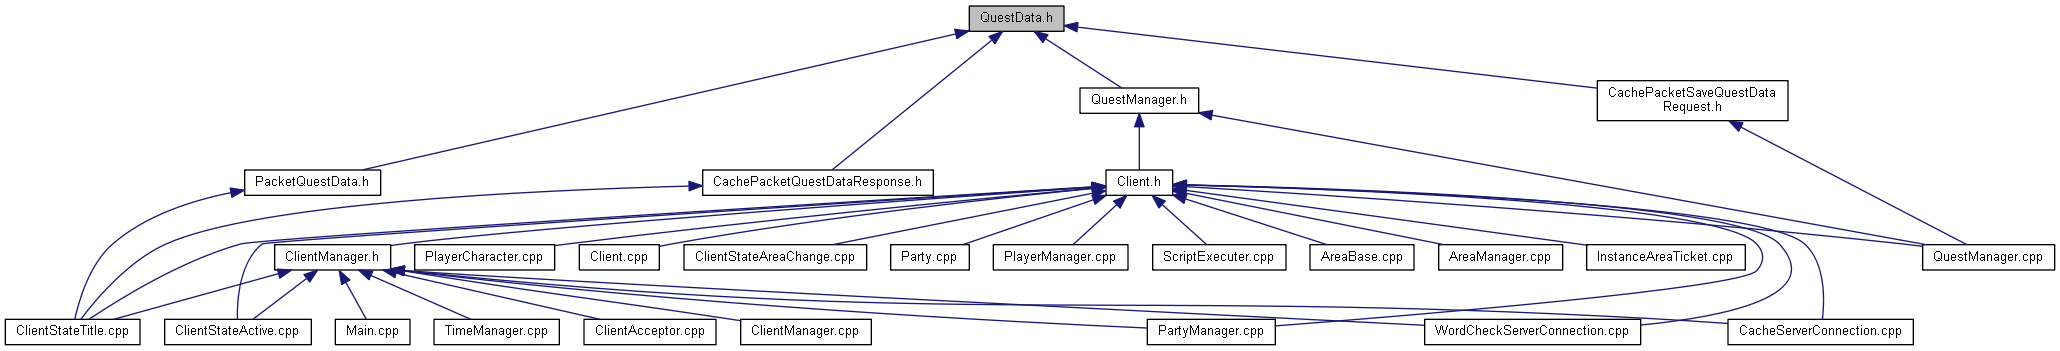 QuestData.h
CachePacketSaveQuestData
Request.h
QuestManager.h
PacketQuestData.h
CachePacketQuestDataResponse.h
Client.h
ClientManager.h
PlayerCharacter.cpp
Client.cpp
ClientStateAreaChange.cpp
Party.cpp
PlayerManager.cpp
ScriptExecuter.cpp
AreaBase.cpp
AreaManager.cpp
InstanceAreaTicket.cpp
QuestManager.cpp
ClientStateTitle.cpp
ClientStateActive.cpp
Main.cpp
TimeManager.cpp
ClientAcceptor.cpp
ClientManager.cpp
PartyManager.cpp
WordCheckServerConnection.cpp
CacheServerConnection.cpp